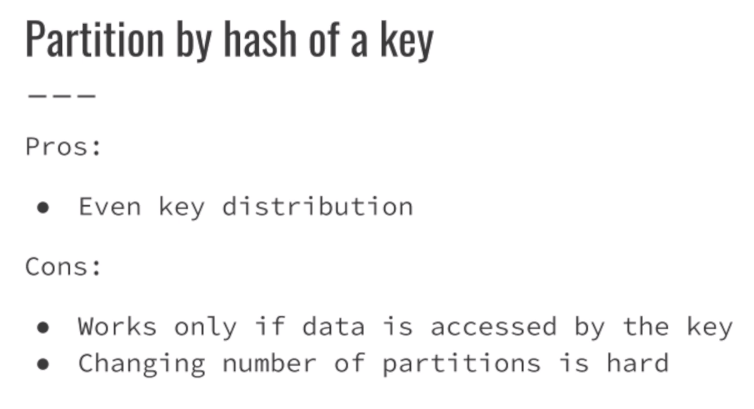 Partition by hash of a key
---
Pros:
● Even key distribution
Cons:
● Works only if data is accessed by the key
● Changing number of partitions is hard